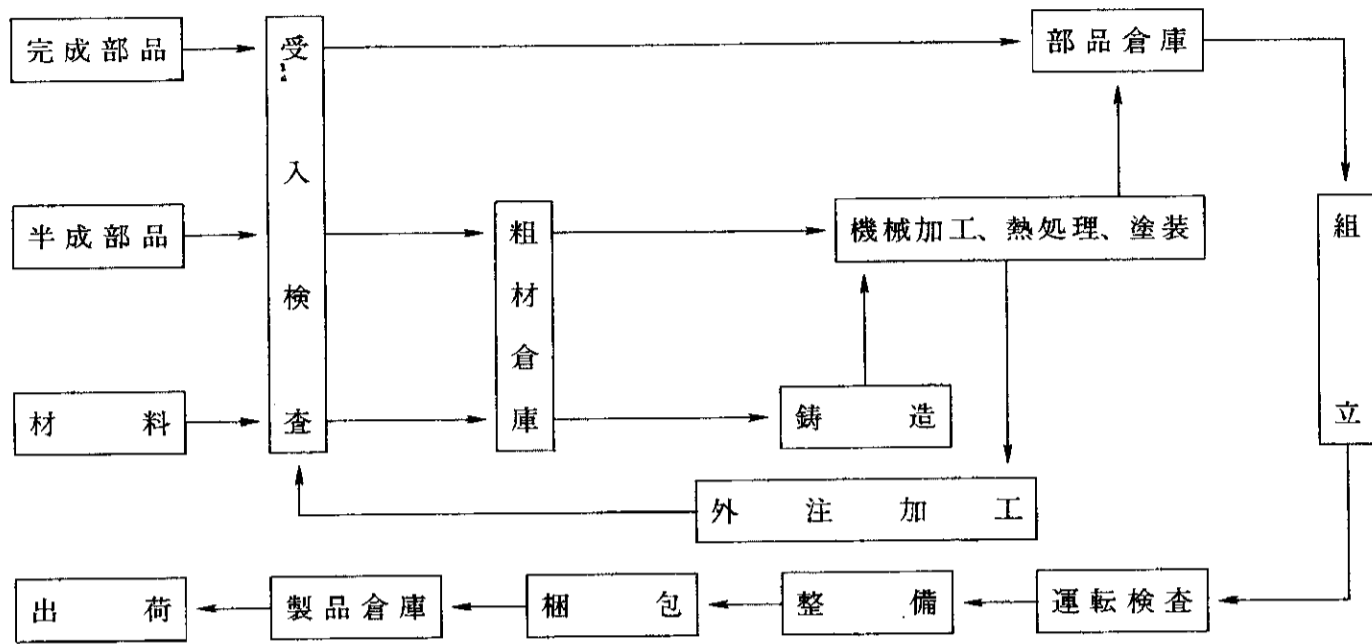 完成部品
受入検査
部品倉庫
半成部品
粗材倉庫
機械加工、熱処理、塗装
組立
材料
鋳造
外注加工
出荷
製品倉庫
梱包
整備
運転検査